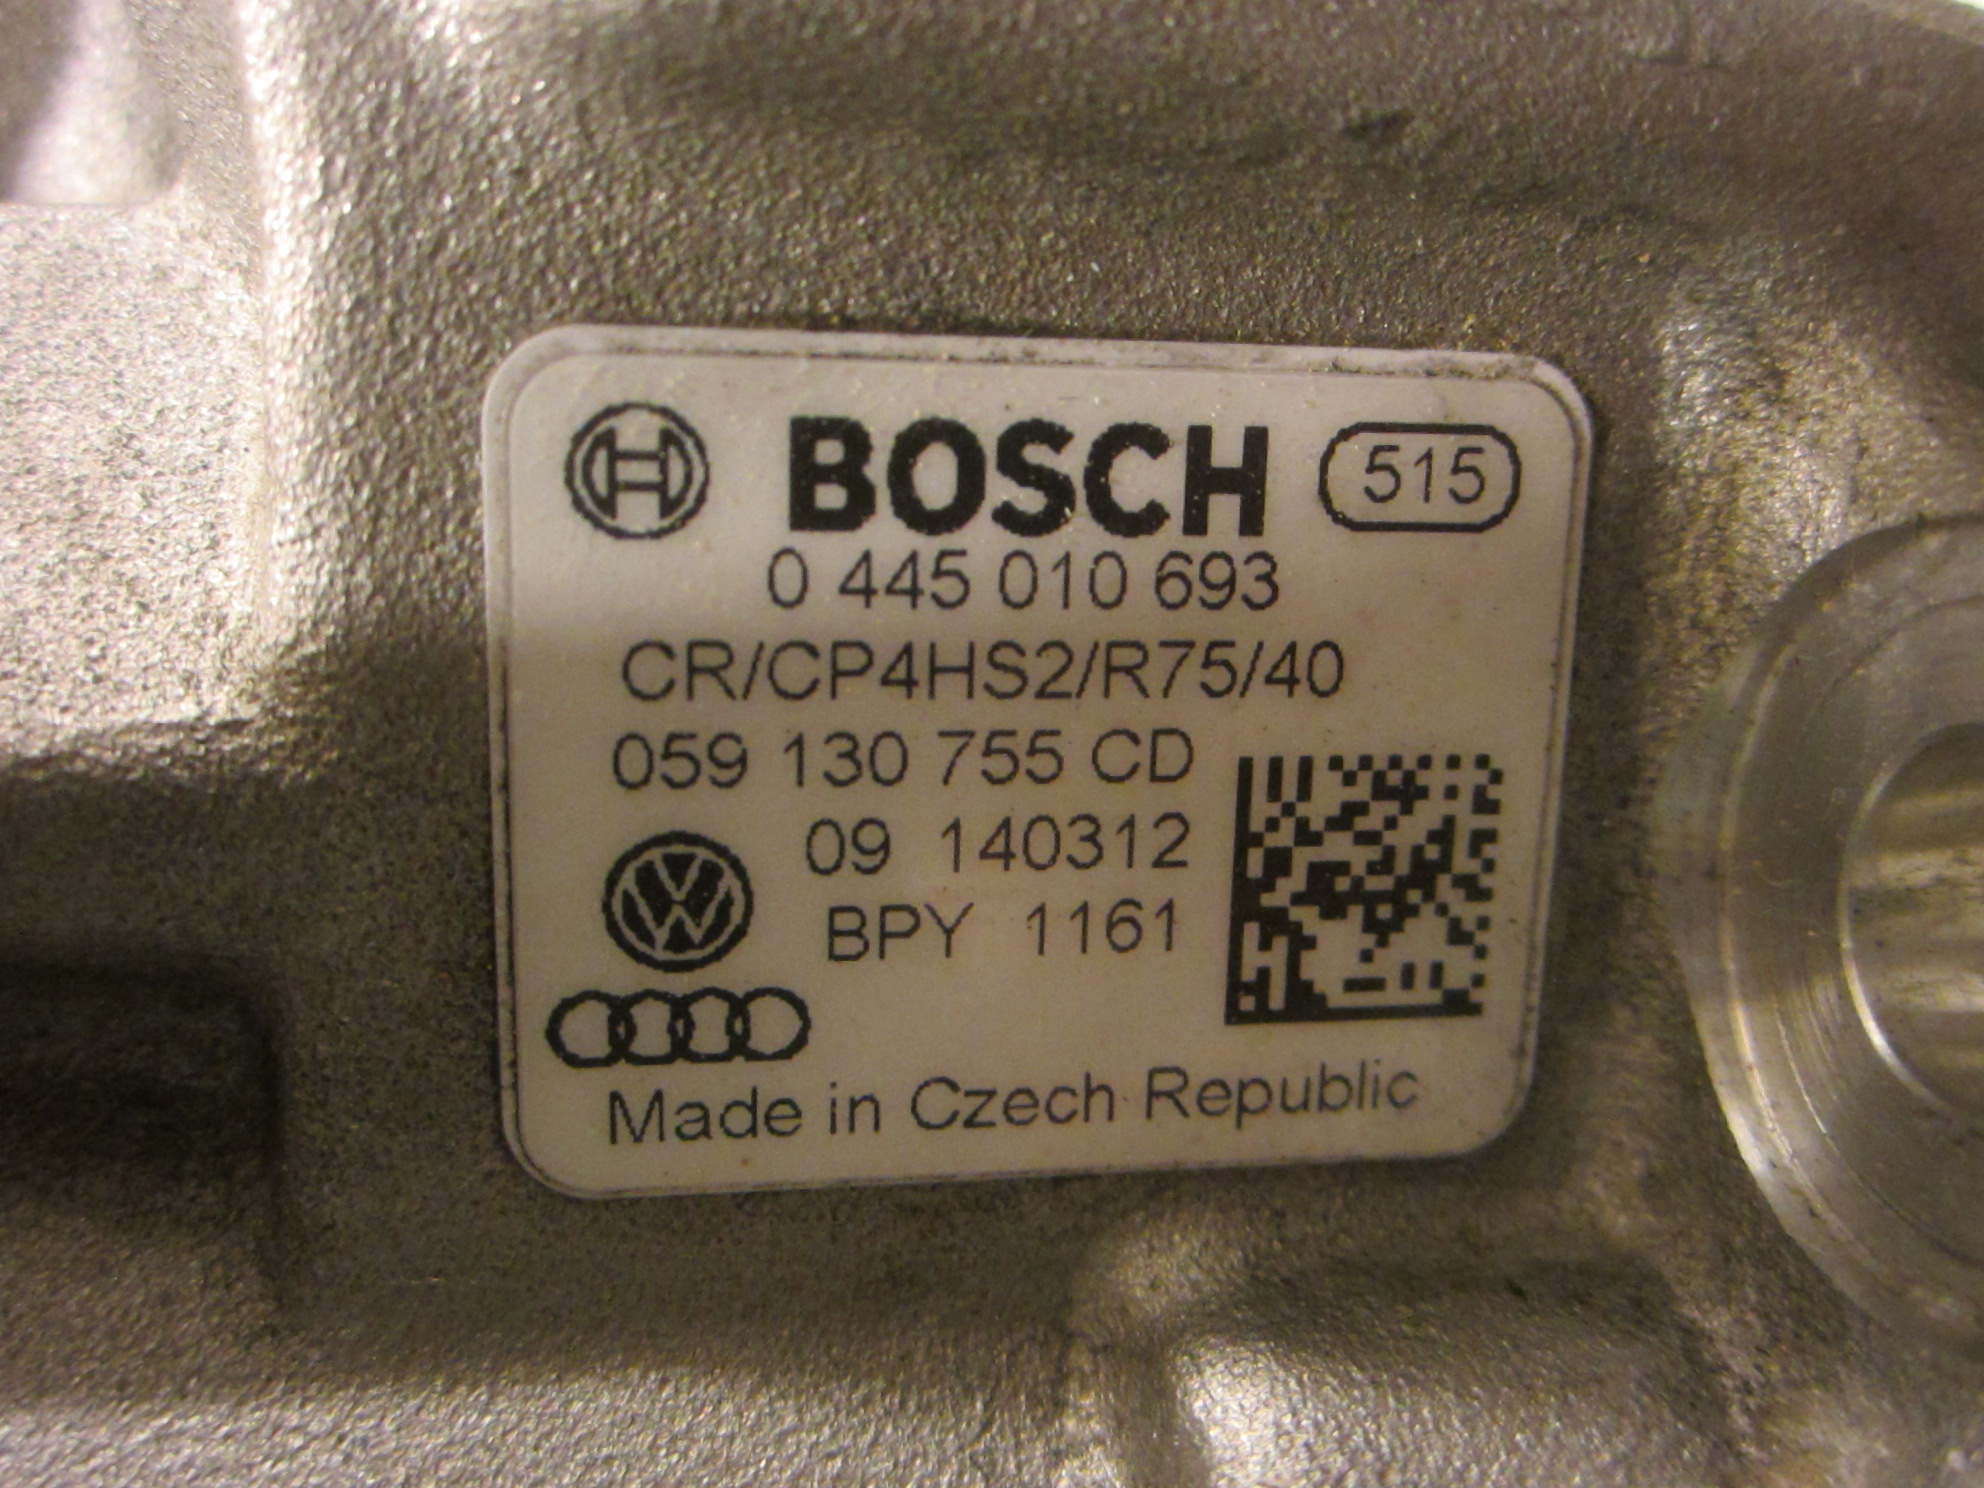 BOSCH 515
0 445 010 693
CR/CP4HS2/R75/40
059 130 755 CD
09 140312
BPY 1161
Made in Czech Republic